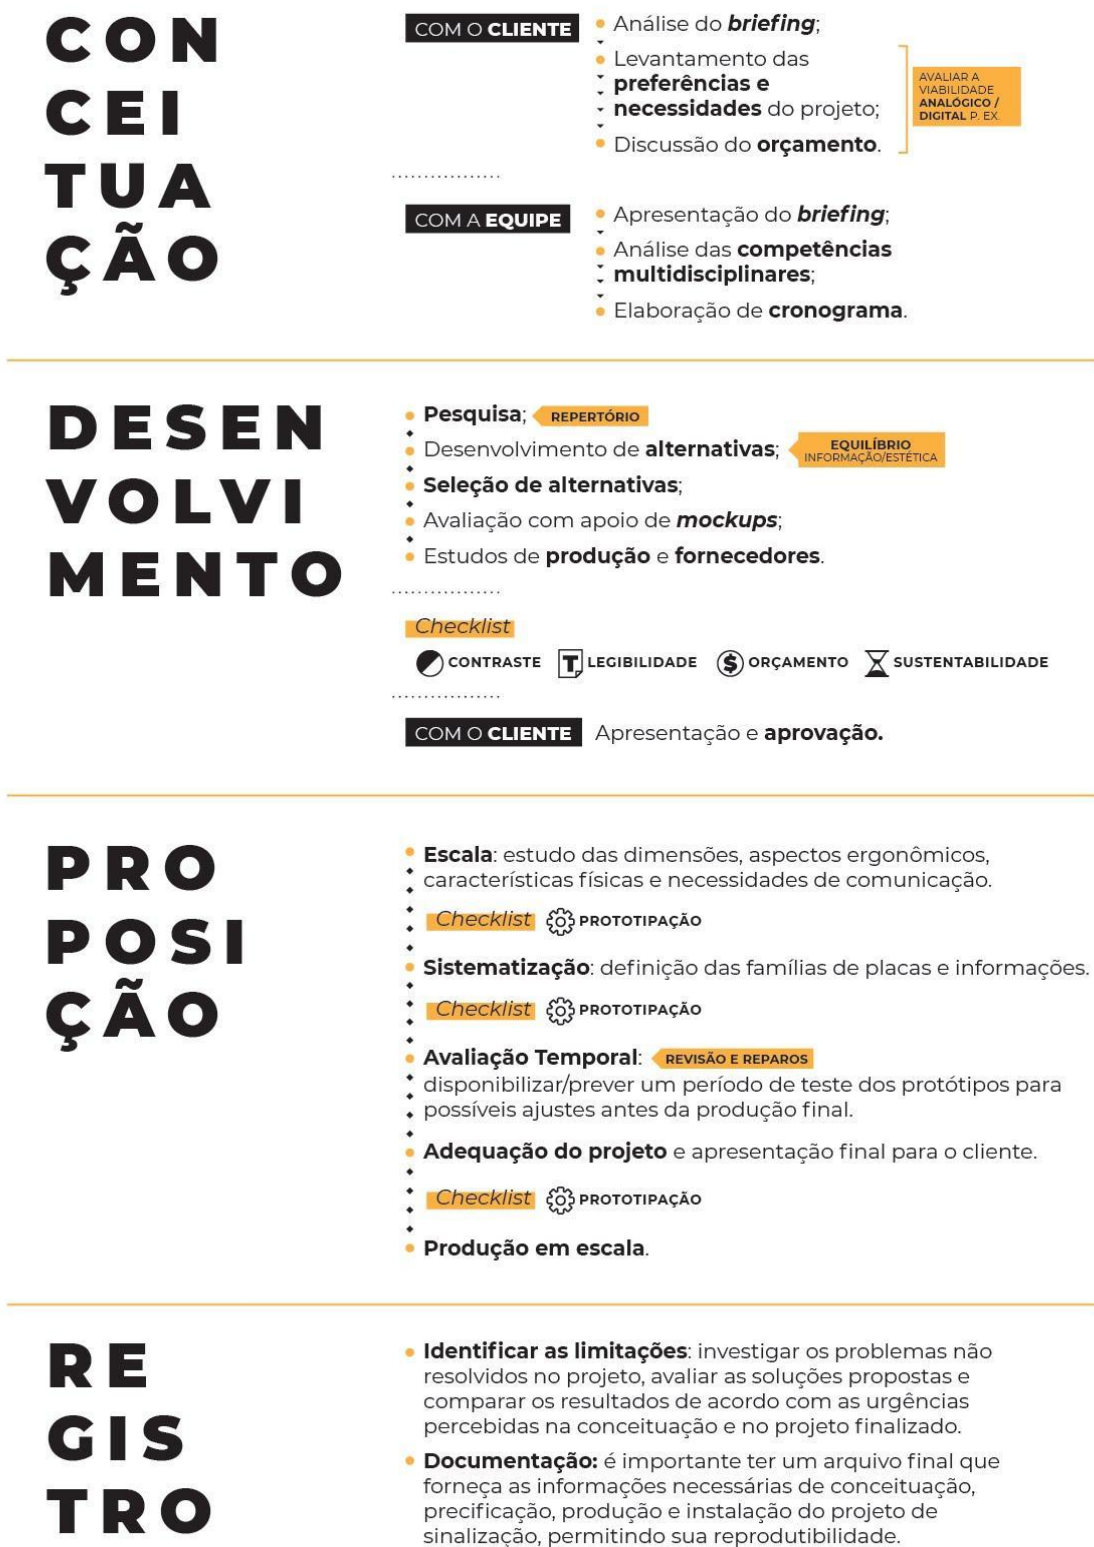 CON
CEI
TUA
ÇÃO
COM O CLIENTE
Análise do briefing;
Levantamento das
preferências e
necessidades do projeto;
Discussão do orçamento.
AVALIAR A
VIABILIDADE
ANALÓGICO /
DIGITAL P. EX.
COM A EQUIPE
Apresentação do briefing;
Análise das competências
multidisciplinares;
Elaboração de cronograma.
DESEN
VOLVI
MENTO
Pesquisa; REPERTÓRIO
Desenvolvimento de alternativas; EQUILÍBRIO
INFORMAÇÃO/ESTÉTICA
Seleção de alternativas;
Avaliação com apoio de mockups;
Estudos de produção e fornecedores.
Checklist
CONTRASTE T LEGIBILIDADE $ ORÇAMENTO SUSTENTABILIDADE
COM O CLIENTE Apresentação e aprovação.
PRO
POSI
ÇÃO
Escala: estudo das dimensões, aspectos ergonômicos,
características físicas e necessidades de comunicação.
Checklist PROTOTIPAÇÃO
Sistematização: definição das famílias de placas e informações.
Checklist PROTOTIPAÇÃO
Avaliação Temporal: REVISÃO E REPAROS
disponibilizar/prever um período de teste dos protótipos para
possíveis ajustes antes da produção final.
Adequação do projeto e apresentação final para o cliente.
Checklist PROTOTIPAÇÃO
Produção em escala.
RE
GIS
TRO
Identificar as limitações: investigar os problemas não
resolvidos no projeto, avaliar as soluções propostas e
comparar os resultados de acordo com as urgências
percebidas na conceituação e no projeto finalizado.
Documentação: é importante ter um arquivo final que
forneça as informações necessárias de conceituação,
precificação, produção e instalação do projeto de
sinalização, permitindo sua reprodutibilidade.